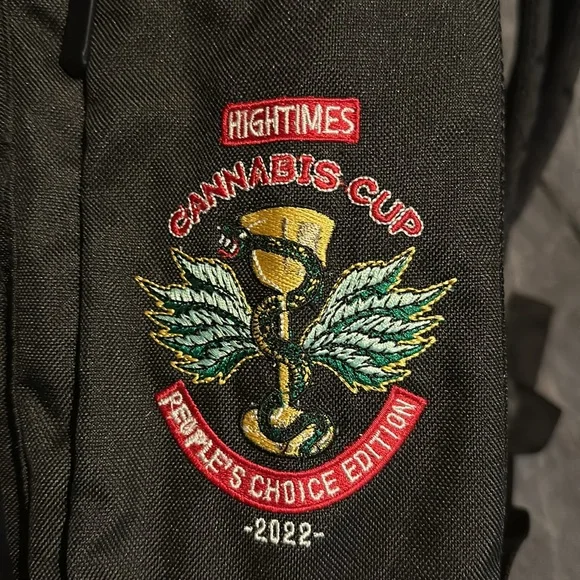 HIGHTIMES
CANNABIS CUP
PEOPLE'S CHOICE EDITION
-2022-